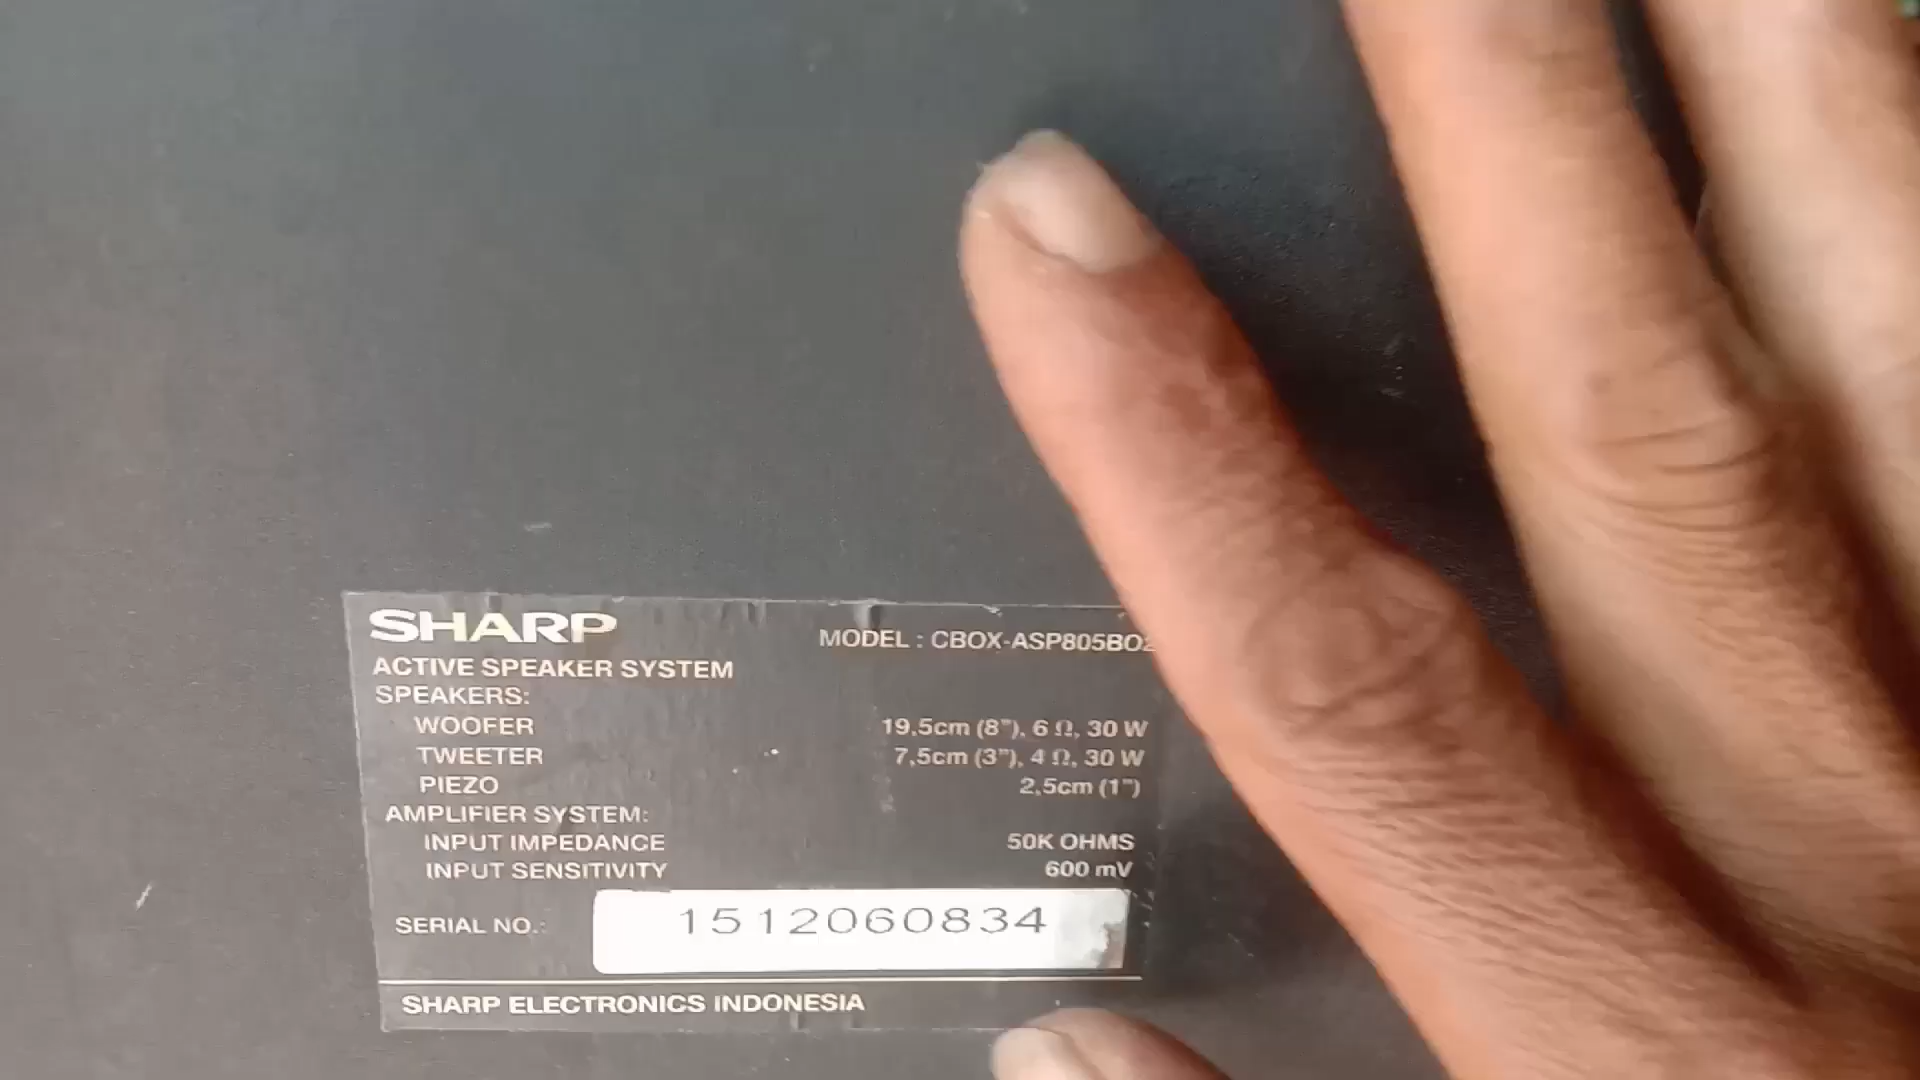 SHARP
MODEL : CBOX-ASP805BO2
ACTIVE SPEAKER SYSTEM
SPEAKERS:
WOOFER 19,5cm (8"), 6 Ω, 30 W
TWEETER 7,5cm (3"), 4 Ω, 30 W
PIEZO 2,5cm (1")
AMPLIFIER SYSTEM:
INPUT IMPEDANCE 50K OHMS
INPUT SENSITIVITY 600 mV
SERIAL NO.: 1512060834
SHARP ELECTRONICS INDONESIA